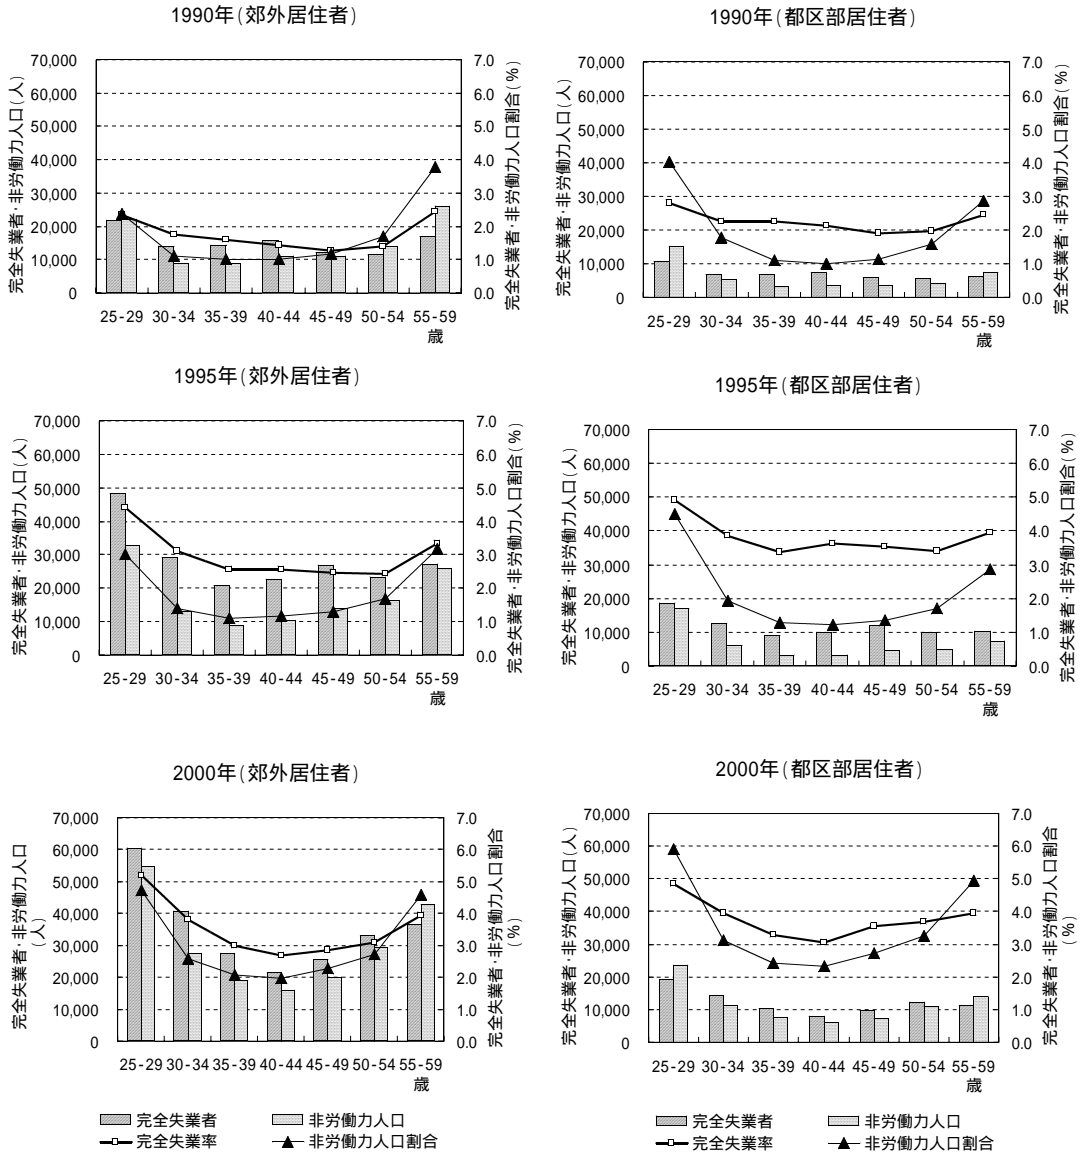 1990年(郊外居住者)
完全失業者・非労働力人口(人)
70,000
60,000
50,000
40,000
30,000
20,000
10,000
0
7.0
6.0
5.0
4.0
3.0
2.0
1.0
0.0
完全失業者・非労働力人口割合(%)
25-29 30-34 35-39 40-44 45-49 50-54 55-59
歳
1990年(都区部居住者)
完全失業者・非労働力人口(人)
70,000
60,000
50,000
40,000
30,000
20,000
10,000
0
7.0
6.0
5.0
4.0
3.0
2.0
1.0
0.0
完全失業者・非労働力人口割合(%)
25-29 30-34 35-39 40-44 45-49 50-54 55-59
歳
1995年(郊外居住者)
完全失業者・非労働力人口(人)
70,000
60,000
50,000
40,000
30,000
20,000
10,000
0
7.0
6.0
5.0
4.0
3.0
2.0
1.0
0.0
完全失業者・非労働力人口割合(%)
25-29 30-34 35-39 40-44 45-49 50-54 55-59
歳
1995年(都区部居住者)
完全失業者・非労働力人口(人)
70,000
60,000
50,000
40,000
30,000
20,000
10,000
0
7.0
6.0
5.0
4.0
3.0
2.0
1.0
0.0
完全失業者・非労働力人口割合(%)
25-29 30-34 35-39 40-44 45-49 50-54 55-59
歳
2000年(郊外居住者)
完全失業者・非労働力人口
(人)
70,000
60,000
50,000
40,000
30,000
20,000
10,000
0
7.0
6.0
5.0
4.0
3.0
2.0
1.0
0.0
完全失業者・非労働力人口割合
(%)
25-29 30-34 35-39 40-44 45-49 50-54 55-59
歳
完全失業者 非労働力人口
完全失業率 非労働力人口割合
2000年(都区部居住者)
完全失業者・非労働力人口(人)
70,000
60,000
50,000
40,000
30,000
20,000
10,000
0
7.0
6.0
5.0
4.0
3.0
2.0
1.0
0.0
完全失業者・非労働力人口割合
(%)
25-29 30-34 35-39 40-44 45-49 50-54 55-59
歳
完全失業者 非労働力人口
完全失業率 非労働力人口割合